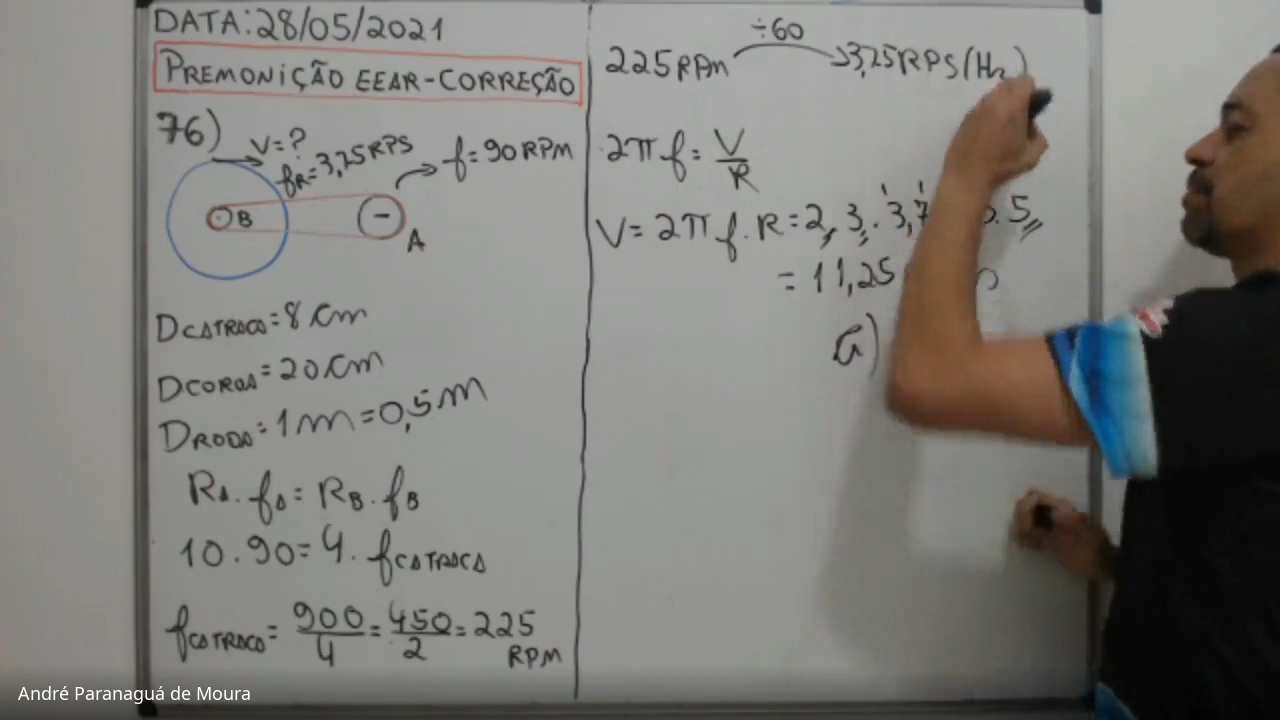 DATA:28/05/2021
PREMONIÇÃO EEAR-CORREÇÃO
76)
V=?
fR=3,75RPS
f=90RPM
B
A
DCATRACA=8cm
DCOROA=20cm
DRODA=1m=0,5m
RA.fA=RB.fB
10.90=4.fCATRACA
fCATRACA=900/4=450/2=225
RPM
÷60
225RPM 3,75RPS(Hz)
2πf=V/R
V=2πf.R=2.3.3,7 .5
=11,25
a)
André Paranaguá de Moura